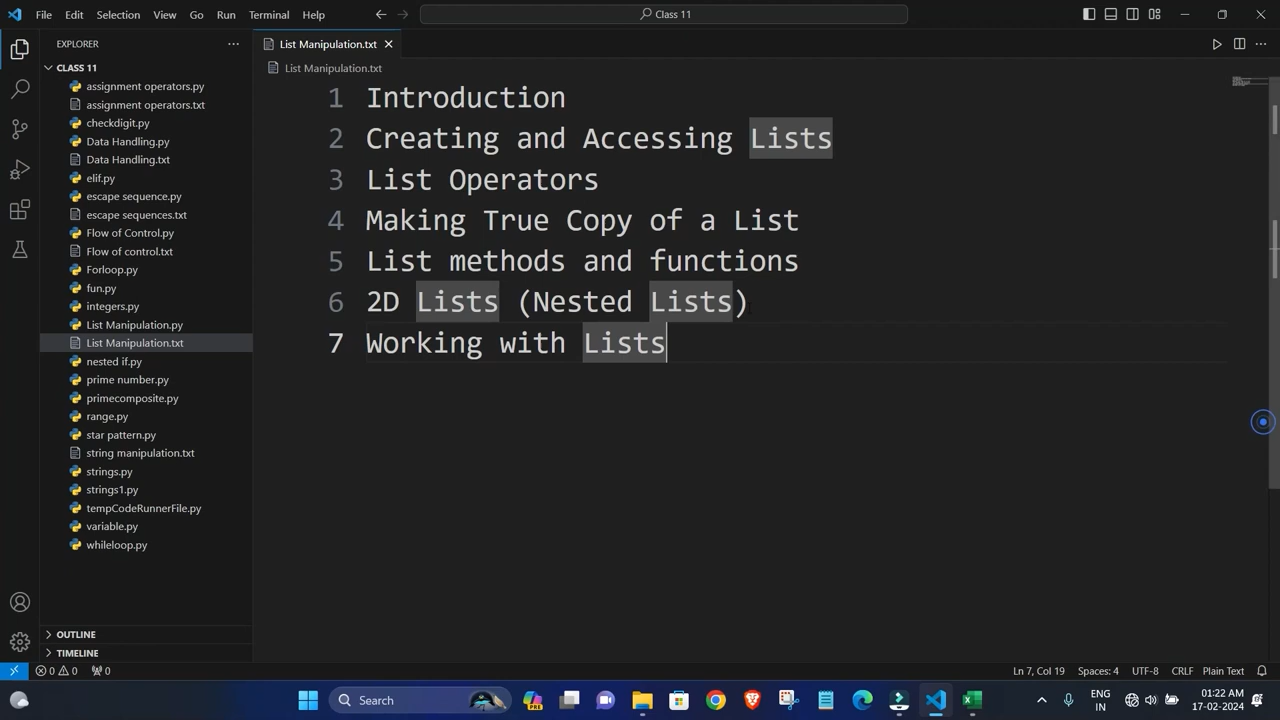 File Edit Selection View Go Run Terminal Help
Class 11
EXPLORER
List Manipulation.txt
CLASS 11
List Manipulation.txt
assignment operators.py
assignment operators.txt
checkdigit.py
Data Handling.py
Data Handling.txt
elif.py
escape sequence.py
escape sequences.txt
Flow of Control.py
Flow of control.txt
Forloop.py
fun.py
integers.py
List Manipulation.py
List Manipulation.txt
nested if.py
prime number.py
primecomposite.py
range.py
star pattern.py
string manipulation.txt
strings.py
strings1.py
tempCodeRunnerFile.py
variable.py
whileloop.py
OUTLINE
TIMELINE
1 Introduction
2 Creating and Accessing Lists
3 List Operators
4 Making True Copy of a List
5 List methods and functions
6 2D Lists (Nested Lists)
7 Working with Lists
0 0 0
Ln 7, Col 19 Spaces: 4 UTF-8 CRLF Plain Text
Search
PRE
ENG
IN
01:22 AM
17-02-2024